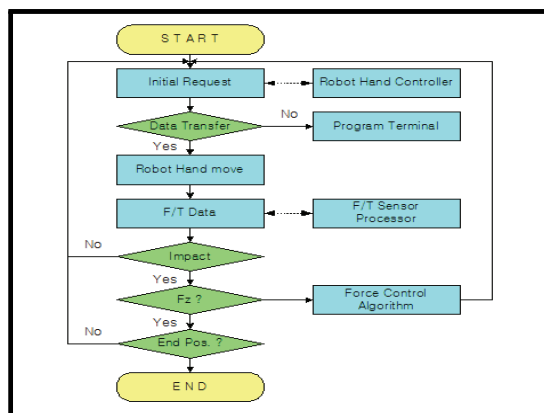 START
Initial Request
Robot Hand Controller
No
Data Transfer
Program Terminal
Yes
Robot Hand move
F/T Data
F/T Sensor
Processor
No
Impact
Yes
Fz ?
Force Control
Algorithm
Yes
No
End Pos. ?
END